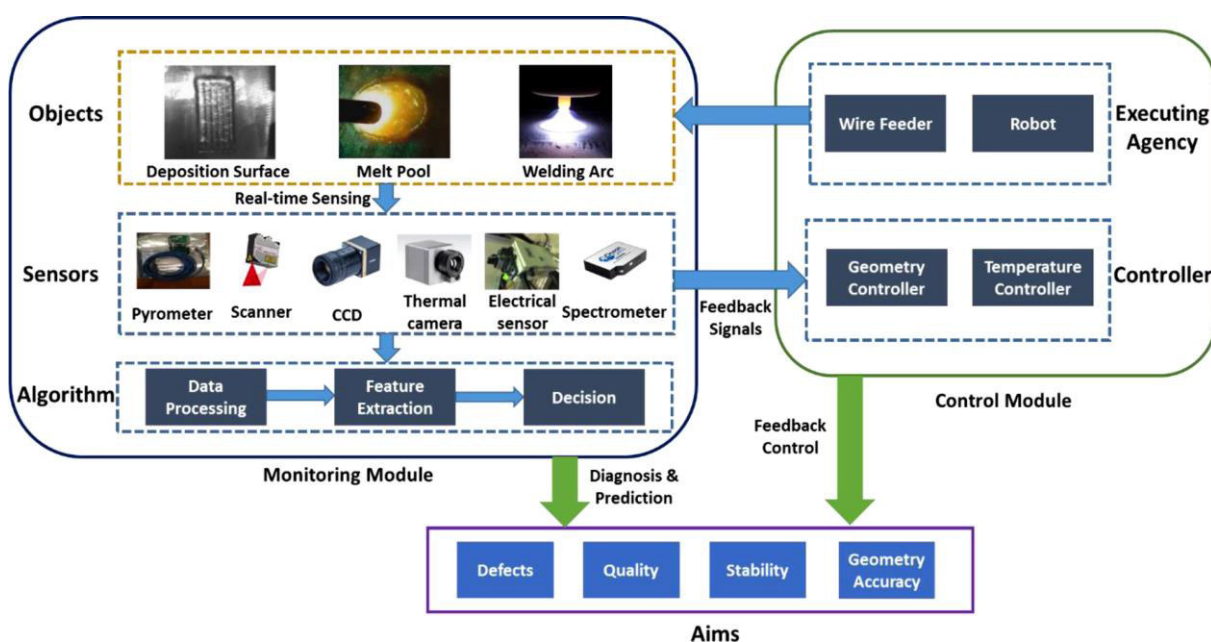 Objects
Deposition Surface
Melt Pool
Welding Arc
Real-time Sensing
Sensors
Pyrometer
Scanner
CCD
Thermal
camera
Electrical
sensor
Spectrometer
Algorithm
Data
Processing
Feature
Extraction
Decision
Monitoring Module
Wire Feeder
Robot
Executing
Agency
Feedback
Signals
Geometry
Controller
Temperature
Controller
Controller
Control Module
Diagnosis &
Prediction
Feedback
Control
Defects
Quality
Stability
Geometry
Accuracy
Aims